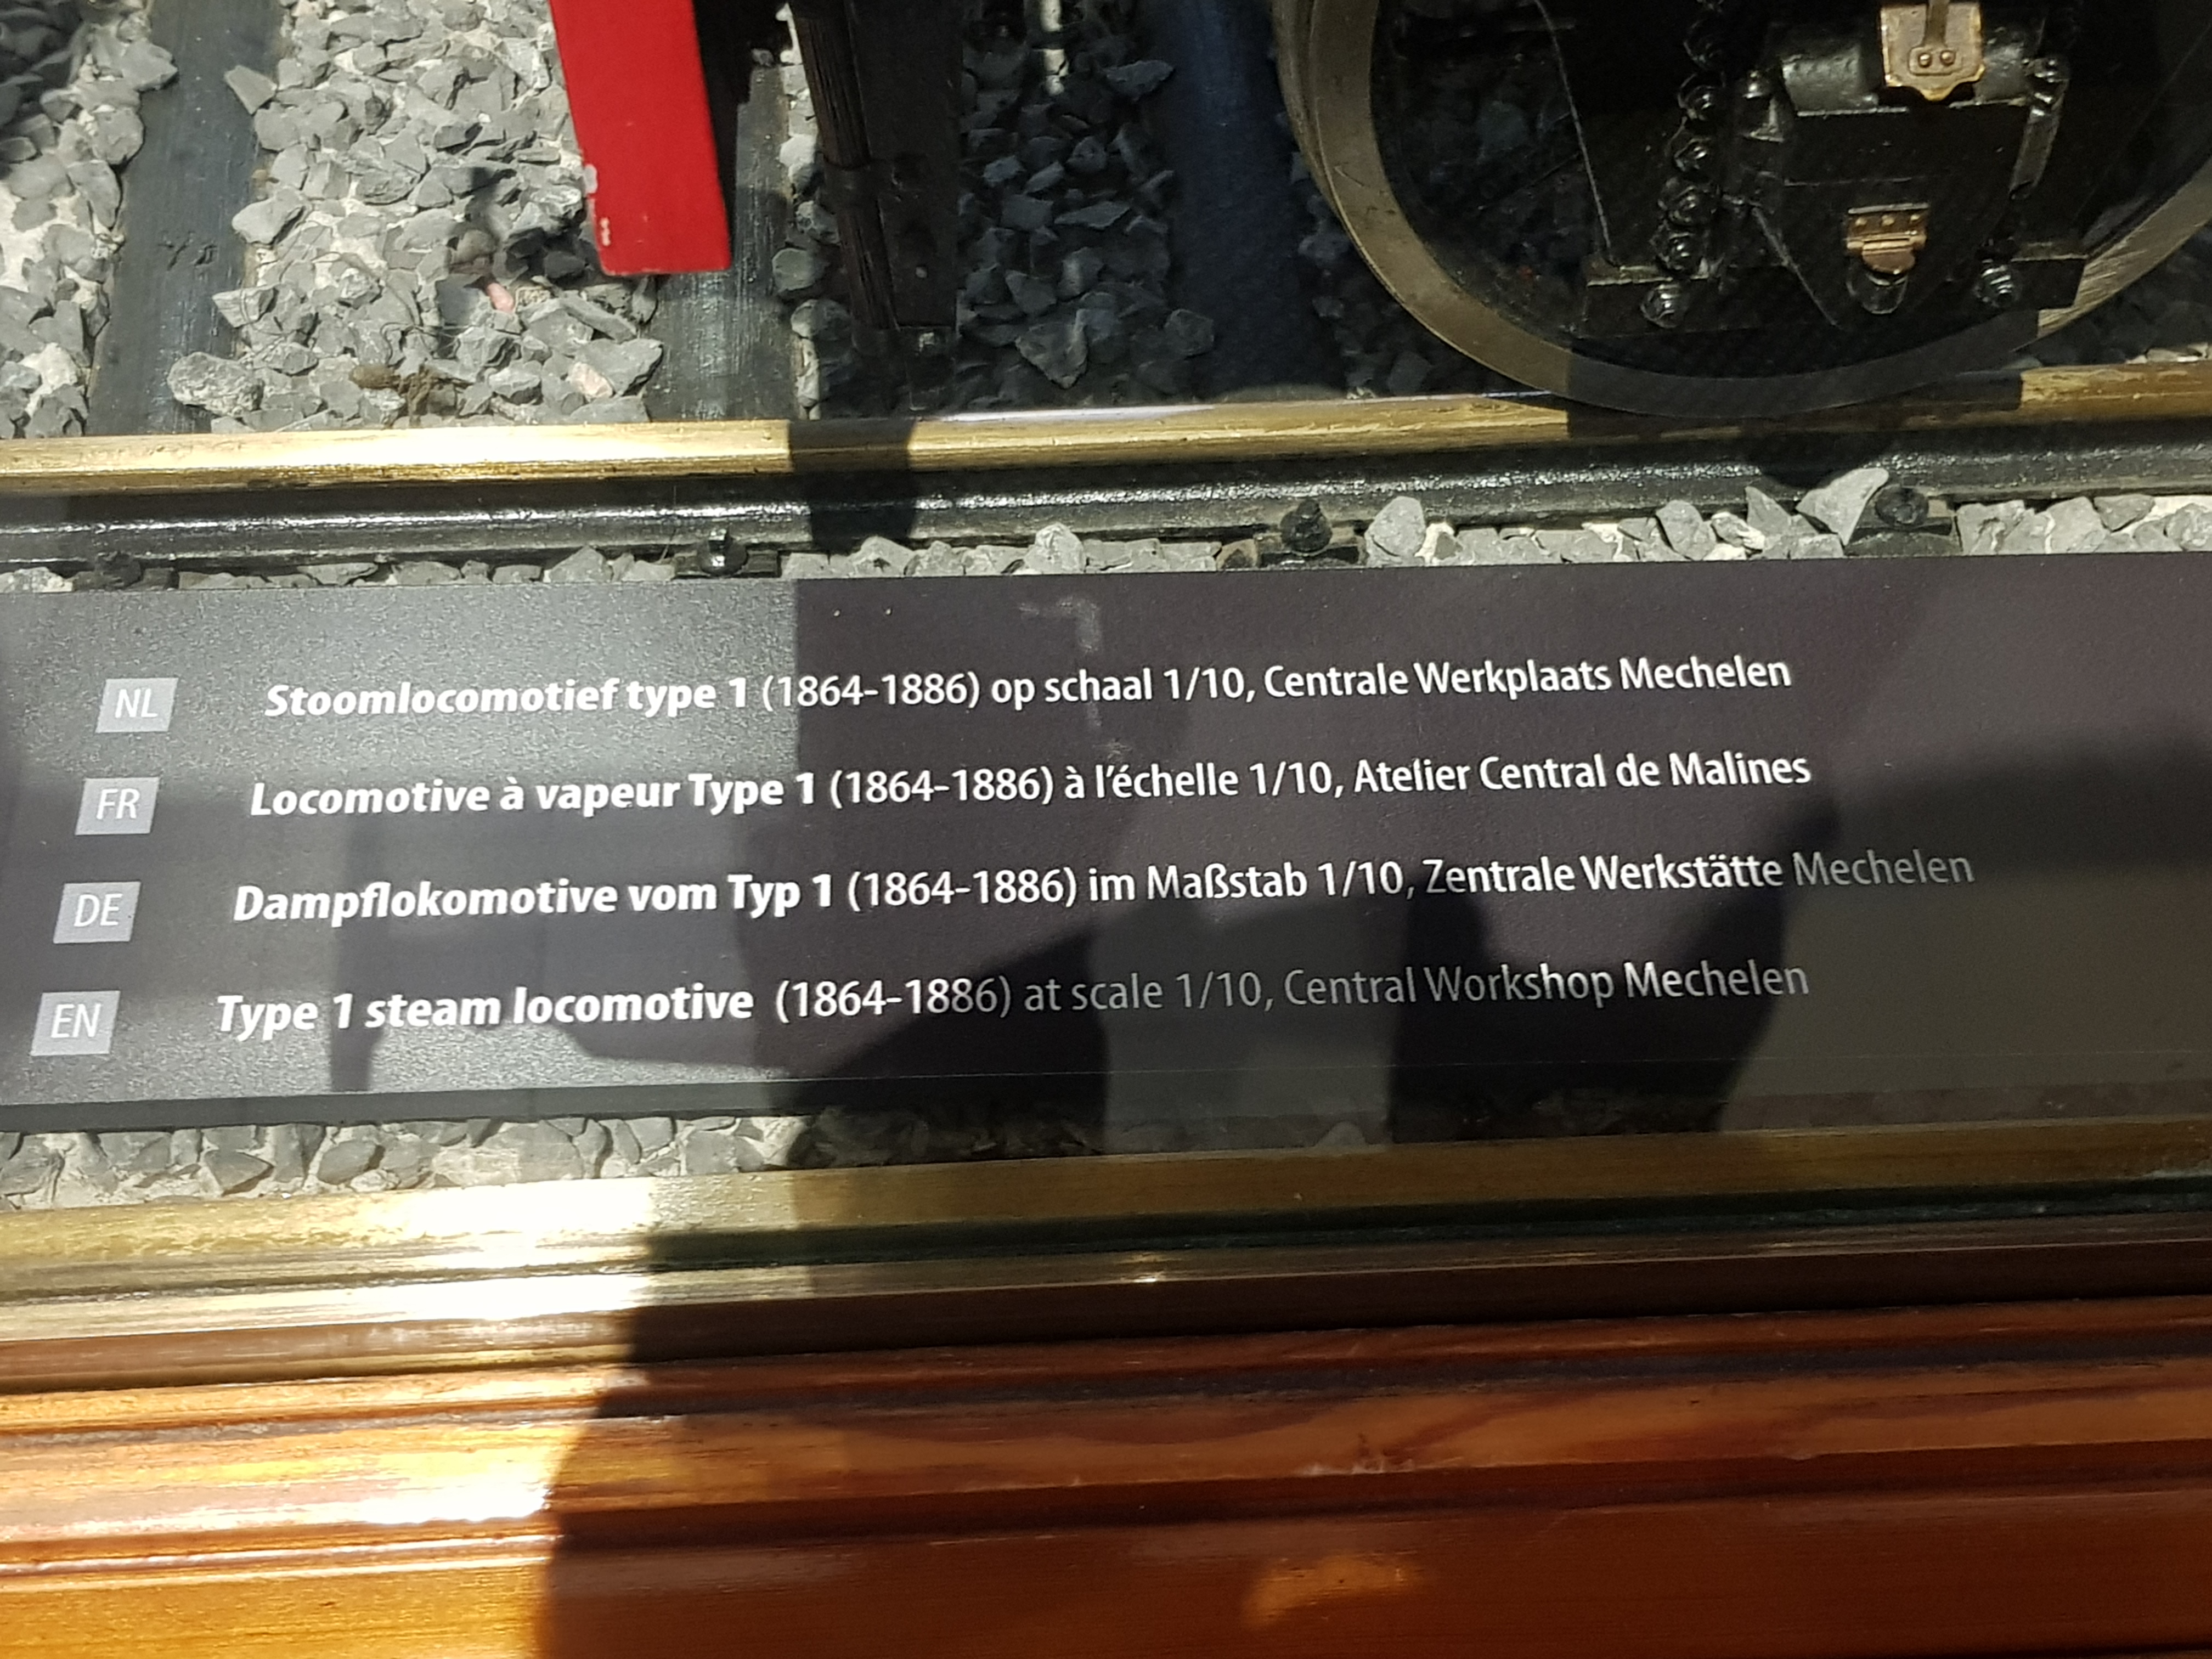 NL Stoomlocomotief type 1 (1864-1886) op schaal 1/10, Centrale Werkplaats Mechelen
FR Locomotive à vapeur Type 1 (1864-1886) à l'échelle 1/10, Atelier Central de Malines
DE Dampflokomotive vom Typ 1 (1864-1886) im Maßstab 1/10, Zentrale Werkstätte Mechelen
EN Type 1 steam locomotive (1864-1886) at scale 1/10, Central Workshop Mechelen